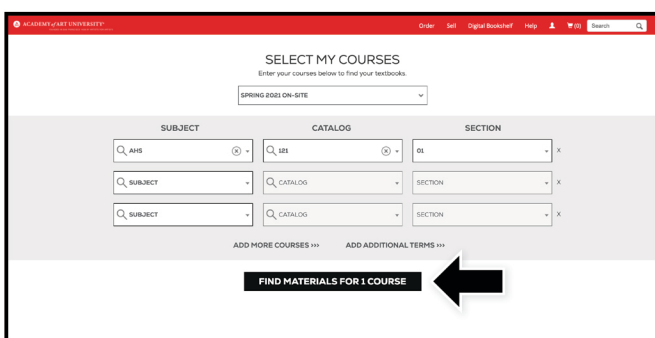 ACADEMY of ART UNIVERSITY
Order Sell Digital Bookshelf Help (0) Search
SELECT MY COURSES
Enter your courses below to find your textbooks.
SPRING 2021 ON-SITE
SUBJECT CATALOG SECTION
AHS 121 01 X
SUBJECT CATALOG SECTION X
SUBJECT CATALOG SECTION X
ADD MORE COURSES >>> ADD ADDITIONAL TERMS >>>
FIND MATERIALS FOR 1 COURSE